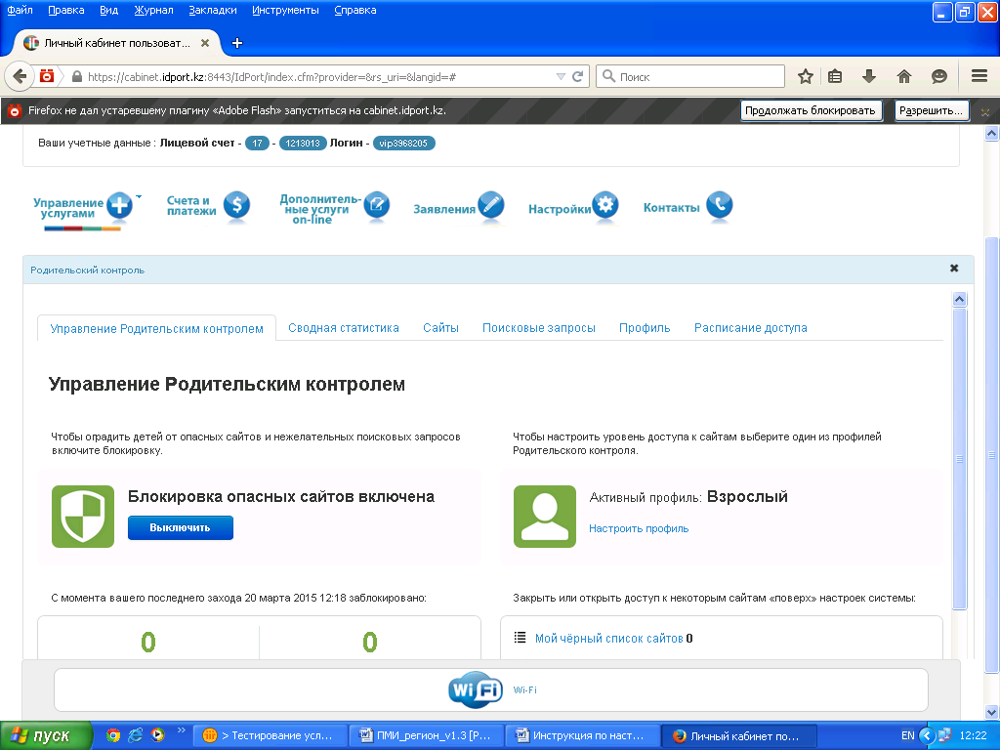 Файл Правка Вид Журнал Закладки Инструменты Справка
Личный кабинет пользоват...
https://cabinet.idport.kz:8443/IdPort/index.cfm?provider=&rs_uri=&langid=#
Поиск
Firefox не дал устаревшему плагину «Adobe Flash» запуститься на cabinet.idport.kz.
Продолжать блокировать
Разрешить...
Ваши учетные данные : Лицевой счет - 17 - 1213013 Логин - vip3968205
Управление
услугами
Счета и
платежи
Дополнитель-
ные услуги
on-line
Заявления
Настройки
Контакты
Родительский контроль
Управление Родительским контролем Сводная статистика Сайты Поисковые запросы Профиль Расписание доступа
Управление Родительским контролем
Чтобы оградить детей от опасных сайтов и нежелательных поисковых запросов
включите блокировку.
Чтобы настроить уровень доступа к сайтам выберите один из профилей
Родительского контроля.
Блокировка опасных сайтов включена
Выключить
Активный профиль: Взрослый
Настроить профиль
С момента вашего последнего захода 20 марта 2015 12:18 заблокировано:
Закрыть или открыть доступ к некоторым сайтам «поверх» настроек системы:
0 0
Мой чёрный список сайтов 0
Wi Fi Wi-Fi
пуск
> Тестирование усл...
ПМИ_регион_v1.3 [Р...
Инструкция по наст...
Личный кабинет по...
EN
12:22